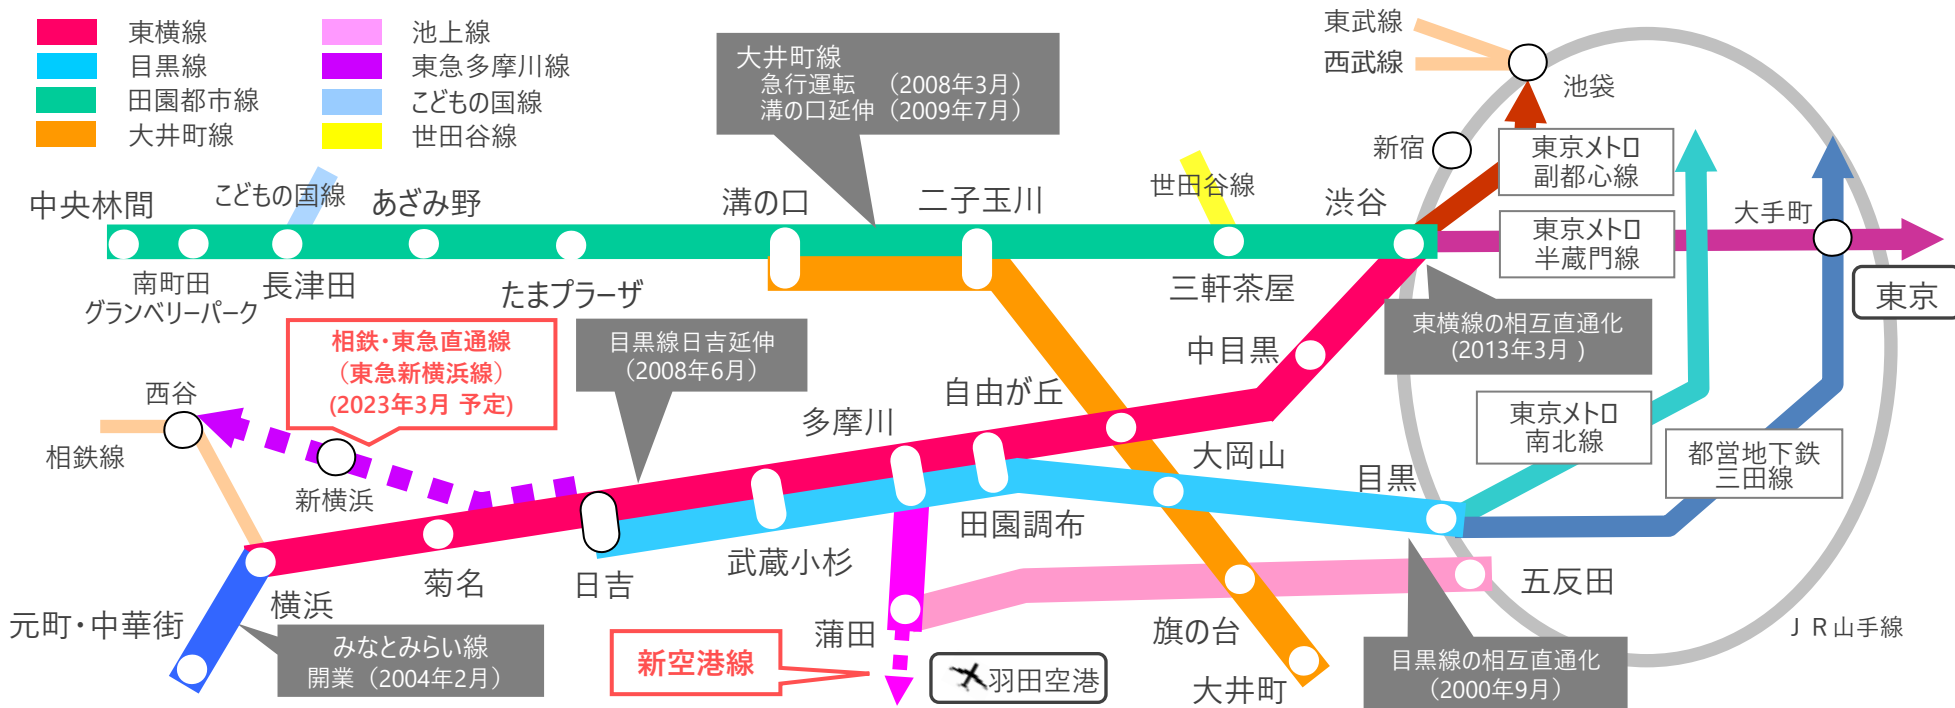 東横線
目黒線
田園都市線
大井町線
池上線
東急多摩川線
こどもの国線
世田谷線
大井町線
急行運転 (2008年3月)
溝の口延伸 (2009年7月)
東武線
西武線
池袋
新宿
東京メトロ
副都心線
中央林間
こどもの国線
あざみ野
溝の口
二子玉川
世田谷線
渋谷
東京メトロ
半蔵門線
大手町
南町田
グランベリーパーク
長津田
たまプラーザ
三軒茶屋
東京
相鉄・東急直通線
(東急新横浜線)
(2023年3月 予定)
目黒線日吉延伸
(2008年6月)
東横線の相互直通化
(2013年3月 )
中目黒
自由が丘
西谷
相鉄線
新横浜
多摩川
大岡山
目黒
東京メトロ
南北線
都営地下鉄
三田線
田園調布
武蔵小杉
日吉
菊名
横浜
元町・中華街
みなとみらい線
開業 (2004年2月)
蒲田
新空港線
羽田空港
旗の台
大井町
五反田
目黒線の相互直通化
(2000年9月)
JR山手線